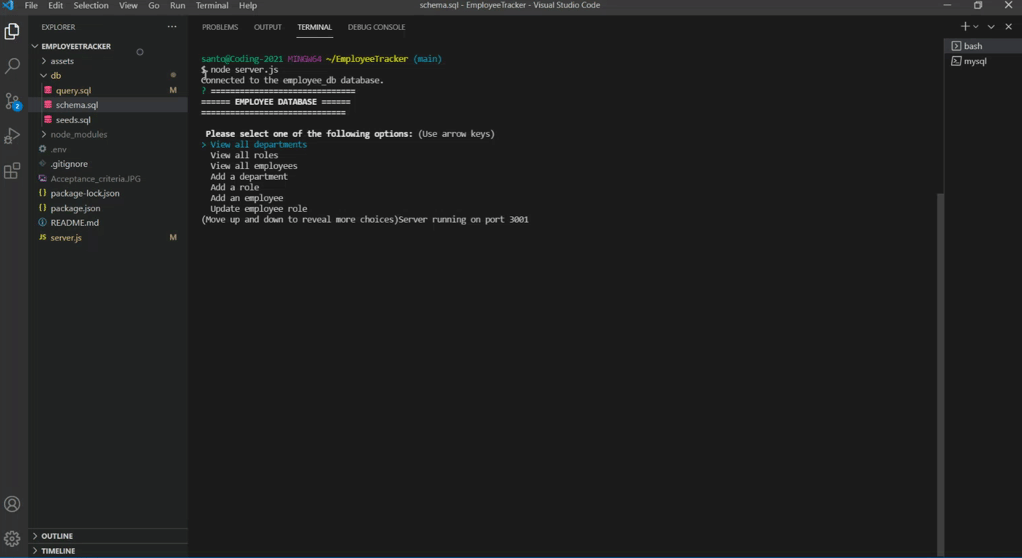 File Edit Selection View Go Run Terminal Help
schema.sql - EmployeeTracker - Visual Studio Code
EXPLORER
EMPLOYEETRACKER
assets
db
query.sql M
schema.sql
seeds.sql
node_modules
.env
.gitignore
Acceptance_criteria.JPG
package-lock.json
package.json
README.md
server.js M
2
OUTLINE
TIMELINE
PROBLEMS OUTPUT TERMINAL DEBUG CONSOLE
santo@Coding-2021 MINGW64 ~/EmployeeTracker (main)
$ node server.js
Connected to the employee_db database.
? ==============================
====== EMPLOYEE DATABASE ======
==============================
Please select one of the following options: (Use arrow keys)
> View all departments
View all roles
View all employees
Add a department
Add a role
Add an employee
Update employee role
(Move up and down to reveal more choices)Server running on port 3001
bash
mysql